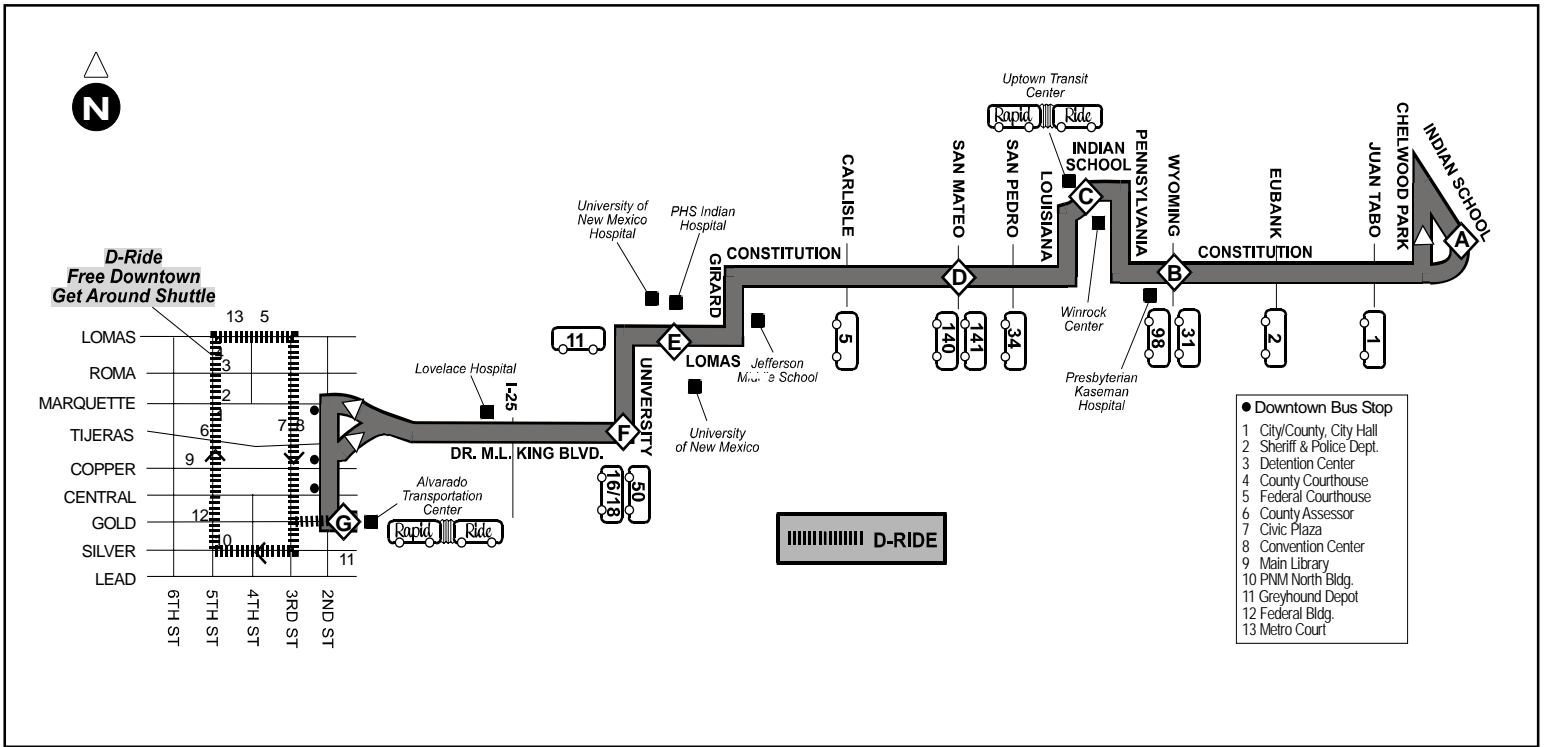 N
Uptown Transit
Center
Rapid Ride
CHELWOOD PARK
INDIAN SCHOOL
JUAN TABO
EUBANK
WYOMING
PENNSYLVANIA
INDIAN
SCHOOL
LOUISIANA
SAN PEDRO
SAN MATEO
CARLISLE
University of
New Mexico
Hospital
PHS Indian
Hospital
GIRARD
CONSTITUTION
CONSTITUTION
A
B
C
D
E
F
G
D-Ride
Free Downtown
Get Around Shuttle
13 5
LOMAS
4
3
ROMA
2
MARQUETTE
1
7 8
6
TIJERAS
9
COPPER
CENTRAL
12
GOLD
10
SILVER
11
LEAD
6TH ST
5TH ST
4TH ST
3RD ST
2ND ST
Alvarado
Transportation
Center
Rapid Ride
Lovelace Hospital
I-25
DR. M.L. KING BLVD.
UNIVERSITY
16/18
50
11
LOMAS
Jefferson
Middle School
University
of New Mexico
5
140
141
34
Winrock
Center
98
31
Presbyterian
Kaseman
Hospital
2
1
D-RIDE
Downtown Bus Stop
1 City/County, City Hall
2 Sheriff & Police Dept.
3 Detention Center
4 County Courthouse
5 Federal Courthouse
6 County Assessor
7 Civic Plaza
8 Convention Center
9 Main Library
10 PNM North Bldg.
11 Greyhound Depot
12 Federal Bldg.
13 Metro Court